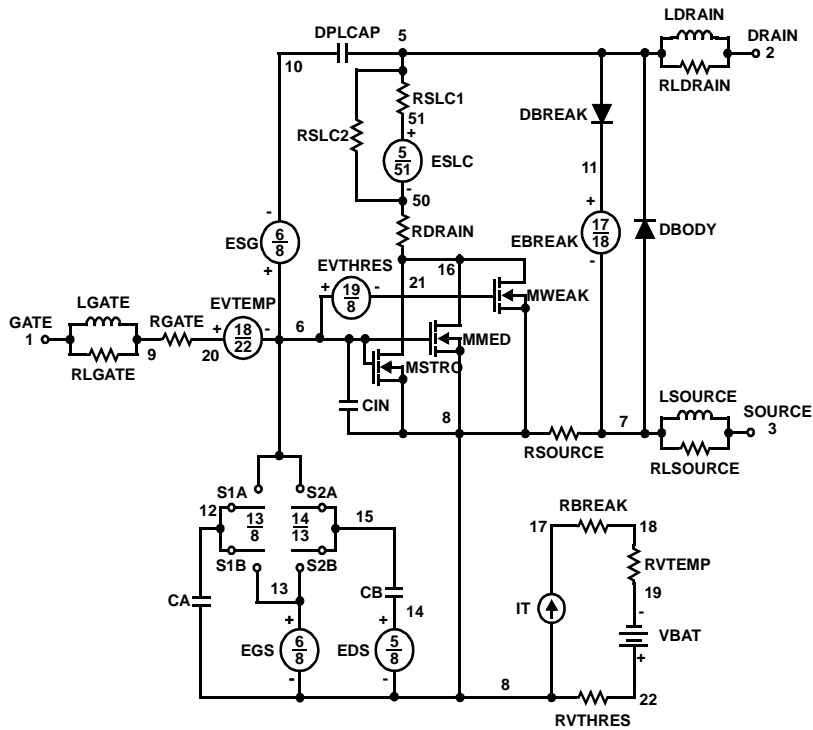 LDRAIN
DPLCAP 5 DRAIN
2
10
RLDRAIN
RSLC1
DBREAK
51
RSLC2 +
5
51
ESLC
11
-
50
- +
17
18
ESG 6
8
RDRAIN EBREAK DBODY
+ EVTHRES 16 -
+ 19
8
- 21
MWEAK
LGATE EVTEMP
GATE RGATE + 18
22
- 6
1 MMED
9 20
RLGATE MSTRO
CIN LSOURCE
8 7 SOURCE
3
RSOURCE
RLSOURCE
S1A S2A
12 13
8
14
13
15
RBREAK
17 18
S1B S2B
RVTEMP
13 CB 19
CA 14 IT -
+ +
VBAT
EGS 6
8
EDS 5
8
+
- - 8
22
RVTHRES